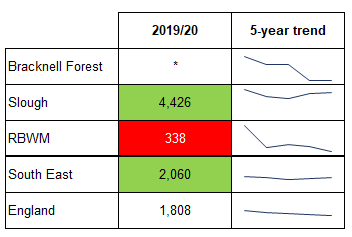 2019/20 5-year trend
Bracknell Forest *
Slough 4,426
RBWM 338
South East 2,060
England 1,808